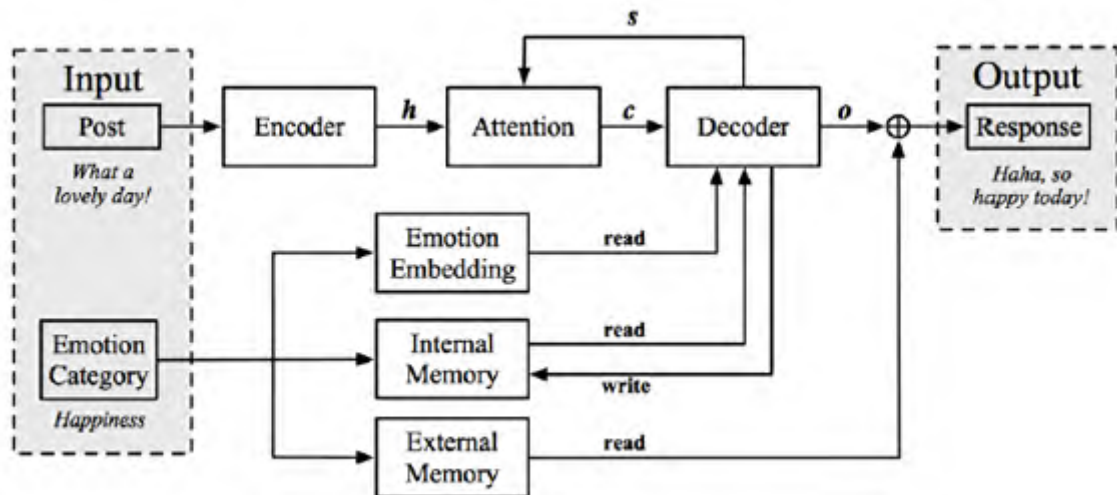 Input
Post
What a
lovely day!
Encoder
h
Attention
s
c
Decoder
o
Output
Response
Haha, so
happy today!
Emotion
Embedding
read
Emotion
Category
Happiness
Internal
Memory
read
write
External
Memory
read